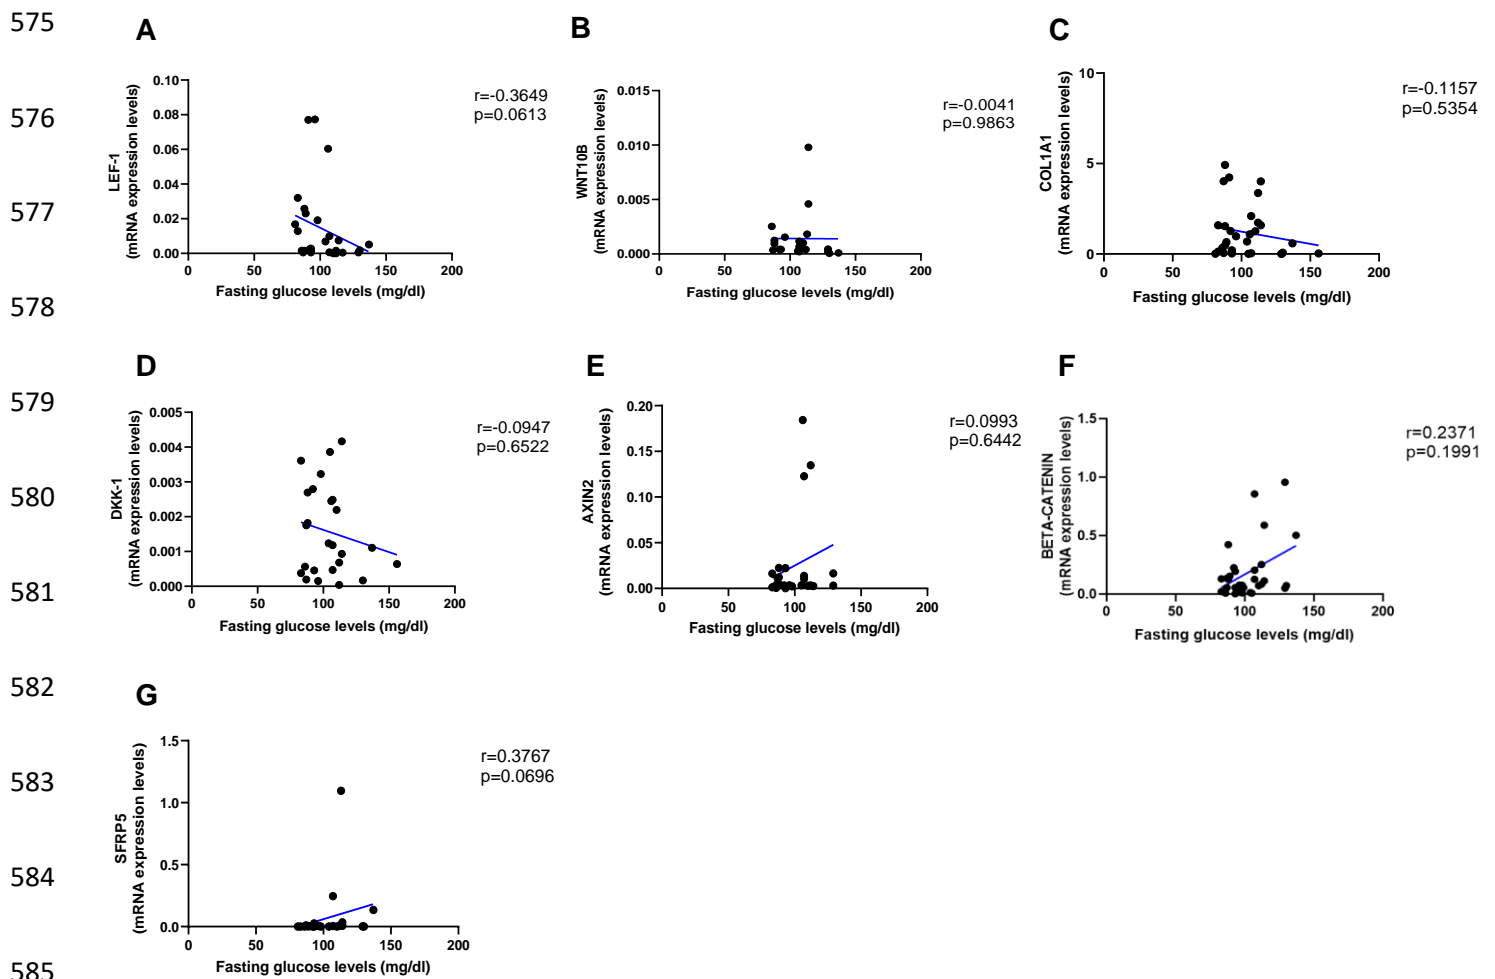 575
A
B
C
LEF-1
(mRNA expression levels)
0.10
0.08
0.06
0.04
0.02
0.00
0
50
100
150
200
Fasting glucose levels (mg/dl)
r=-0.3649
p=0.0613
WNT10B
(mRNA expression levels)
0.015
0.010
0.005
0.000
0
50
100
150
200
Fasting glucose levels (mg/dl)
r=-0.0041
p=0.9863
COL1A1
(mRNA expression levels)
10
5
0
0
50
100
150
200
Fasting glucose levels (mg/dl)
r=-0.1157
p=0.5354
576
577
578
D
E
F
DKK-1
(mRNA expression levels)
0.005
0.004
0.003
0.002
0.001
0.000
0
50
100
150
200
Fasting glucose levels (mg/dl)
r=-0.0947
p=0.6522
AXIN2
(mRNA expression levels)
0.20
0.15
0.10
0.05
0.00
0
50
100
150
200
Fasting glucose levels (mg/dl)
r=0.0993
p=0.6442
BETA-CATENIN
(mRNA expression levels)
1.5
1.0
0.5
0.0
0
50
100
150
200
Fasting glucose levels (mg/dl)
r=0.2371
p=0.1991
579
580
581
582
G
SFRP5
(mRNA expression levels)
1.5
1.0
0.5
0.0
0
50
100
150
200
Fasting glucose levels (mg/dl)
r=0.3767
p=0.0696
583
584
585